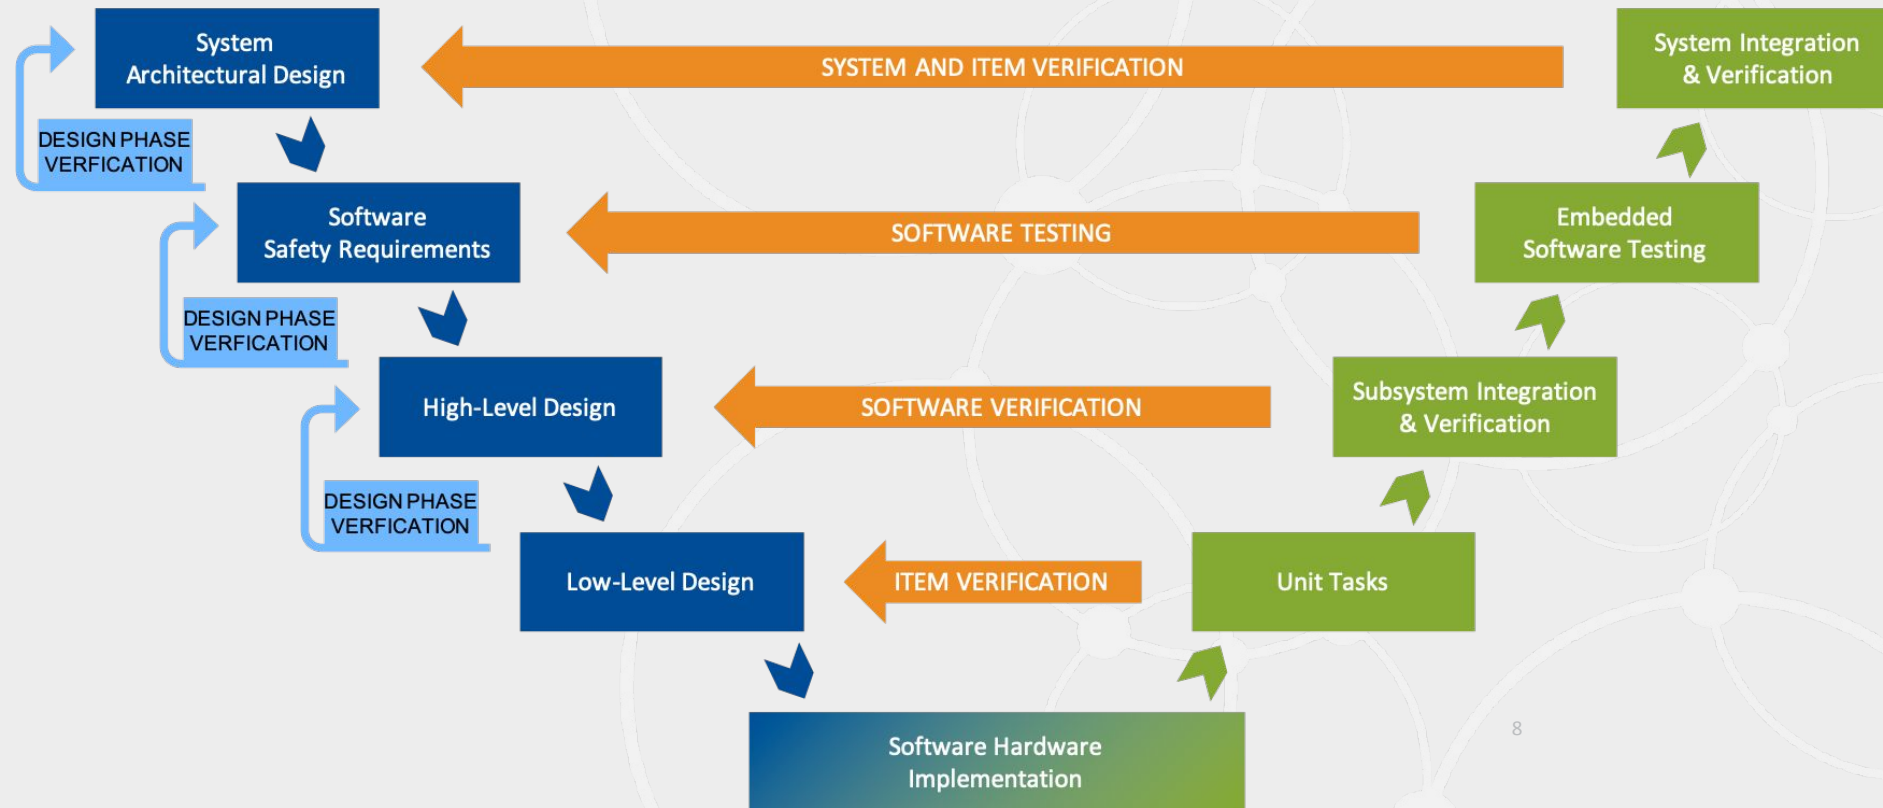 System
Architectural Design
SYSTEM AND ITEM VERIFICATION
System Integration
& Verification
DESIGN PHASE
VERFICATION
Software
Safety Requirements
SOFTWARE TESTING
Embedded
Software Testing
DESIGN PHASE
VERFICATION
High-Level Design
SOFTWARE VERIFICATION
Subsystem Integration
& Verification
DESIGN PHASE
VERFICATION
Low-Level Design
ITEM VERIFICATION
Unit Tasks
Software Hardware
Implementation
8